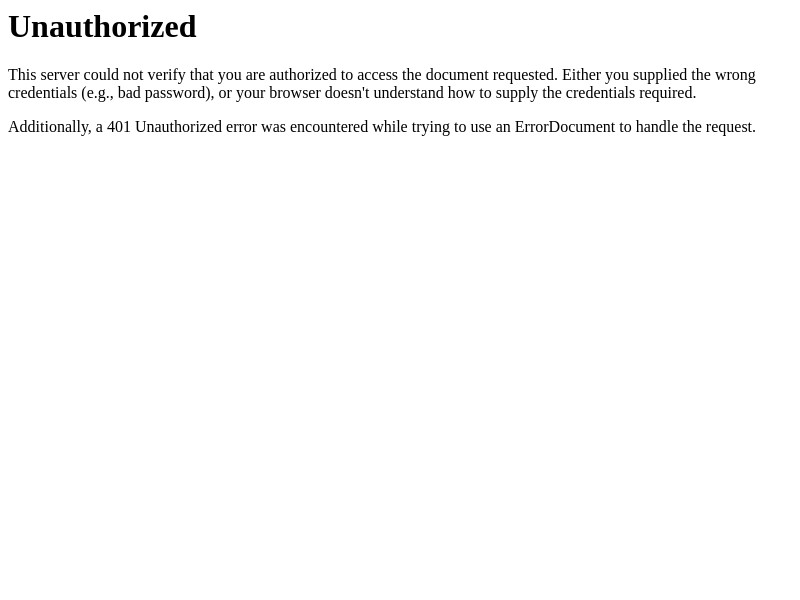 Unauthorized
This server could not verify that you are authorized to access the document requested. Either you supplied the wrong
credentials (e.g., bad password), or your browser doesn't understand how to supply the credentials required.
Additionally, a 401 Unauthorized error was encountered while trying to use an ErrorDocument to handle the request.